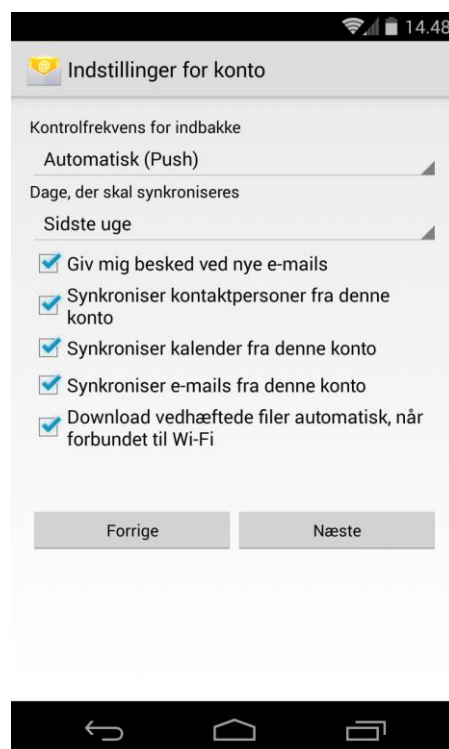 14.48
Indstillinger for konto
Kontrolfrekvens for indbakke
Automatisk (Push)
Dage, der skal synkroniseres
Sidste uge
Giv mig besked ved nye e-mails
Synkroniser kontaktpersoner fra denne
konto
Synkroniser kalender fra denne konto
Synkroniser e-mails fra denne konto
Download vedhæftede filer automatisk, når
forbundet til Wi-Fi
Forrige
Næste